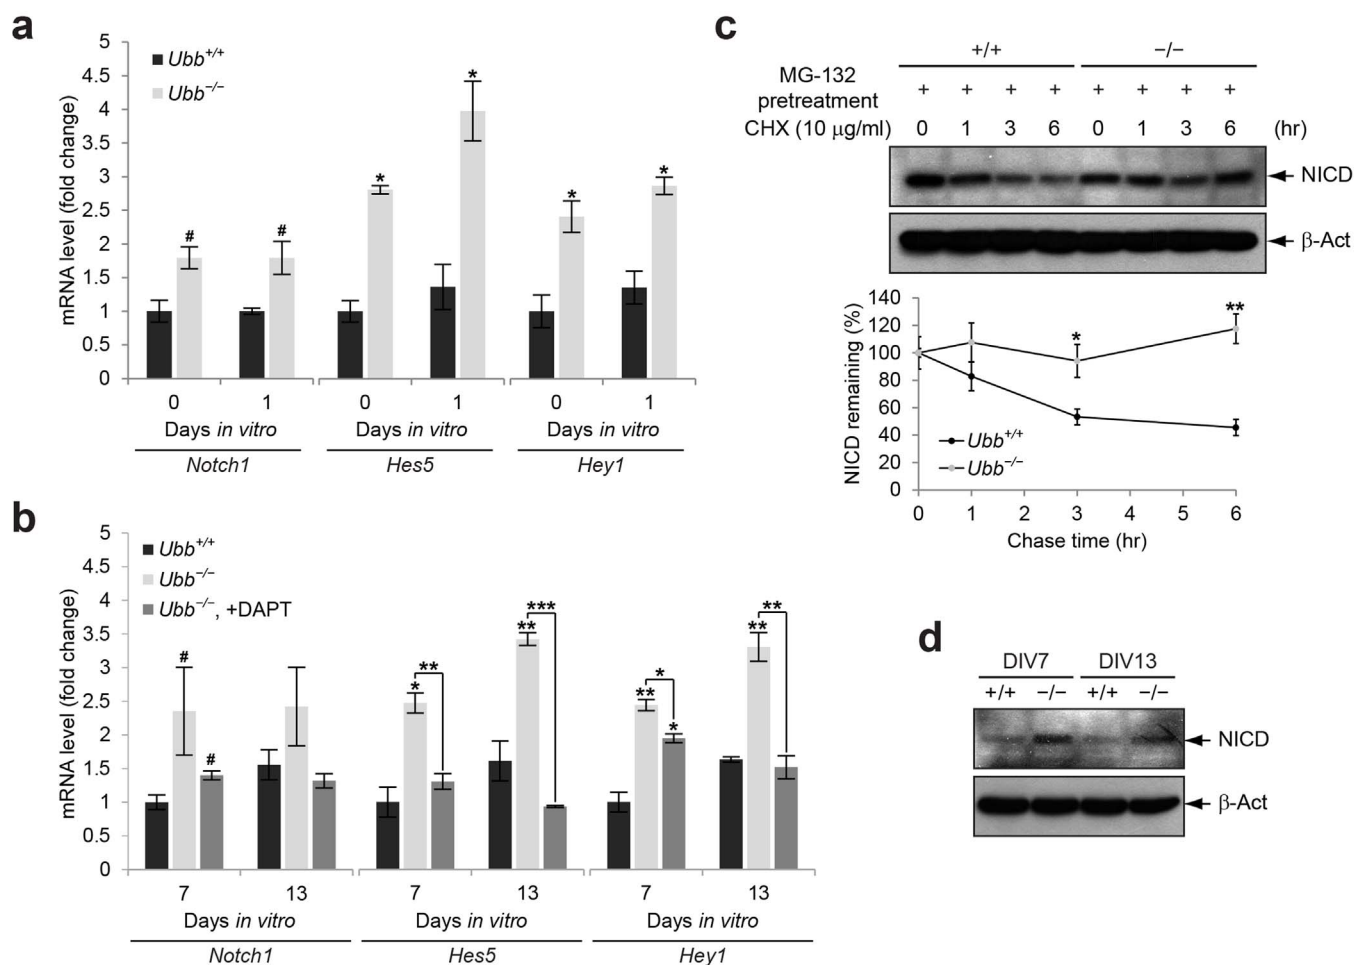 a
5
4.5
4
3.5
3
2.5
2
1.5
1
0.5
0
mRNA level (fold change)
Ubb+/+
Ubb−/−
# # * * * *
0 1 0 1 0 1
Days in vitro Days in vitro Days in vitro
Notch1 Hes5 Hey1
b
5
4.5
4
3.5
3
2.5
2
1.5
1
0.5
0
mRNA level (fold change)
Ubb+/+
Ubb−/−
Ubb−/−, +DAPT
# # * ** ** *** ** * * ** **
7 13 7 13 7 13
Days in vitro Days in vitro Days in vitro
Notch1 Hes5 Hey1
c
+/+ −/−
MG-132
pretreatment
+ + + + + + + +
CHX (10 μg/ml) 0 1 3 6 0 1 3 6 (hr)
NICD
β-Act
140
120
100
80
60
40
20
0
NICD remaining (%)
* **
Ubb+/+
Ubb−/−
0 1 2 3 4 5 6
Chase time (hr)
d
DIV7 DIV13
+/+ −/− +/+ −/−
NICD
β-Act